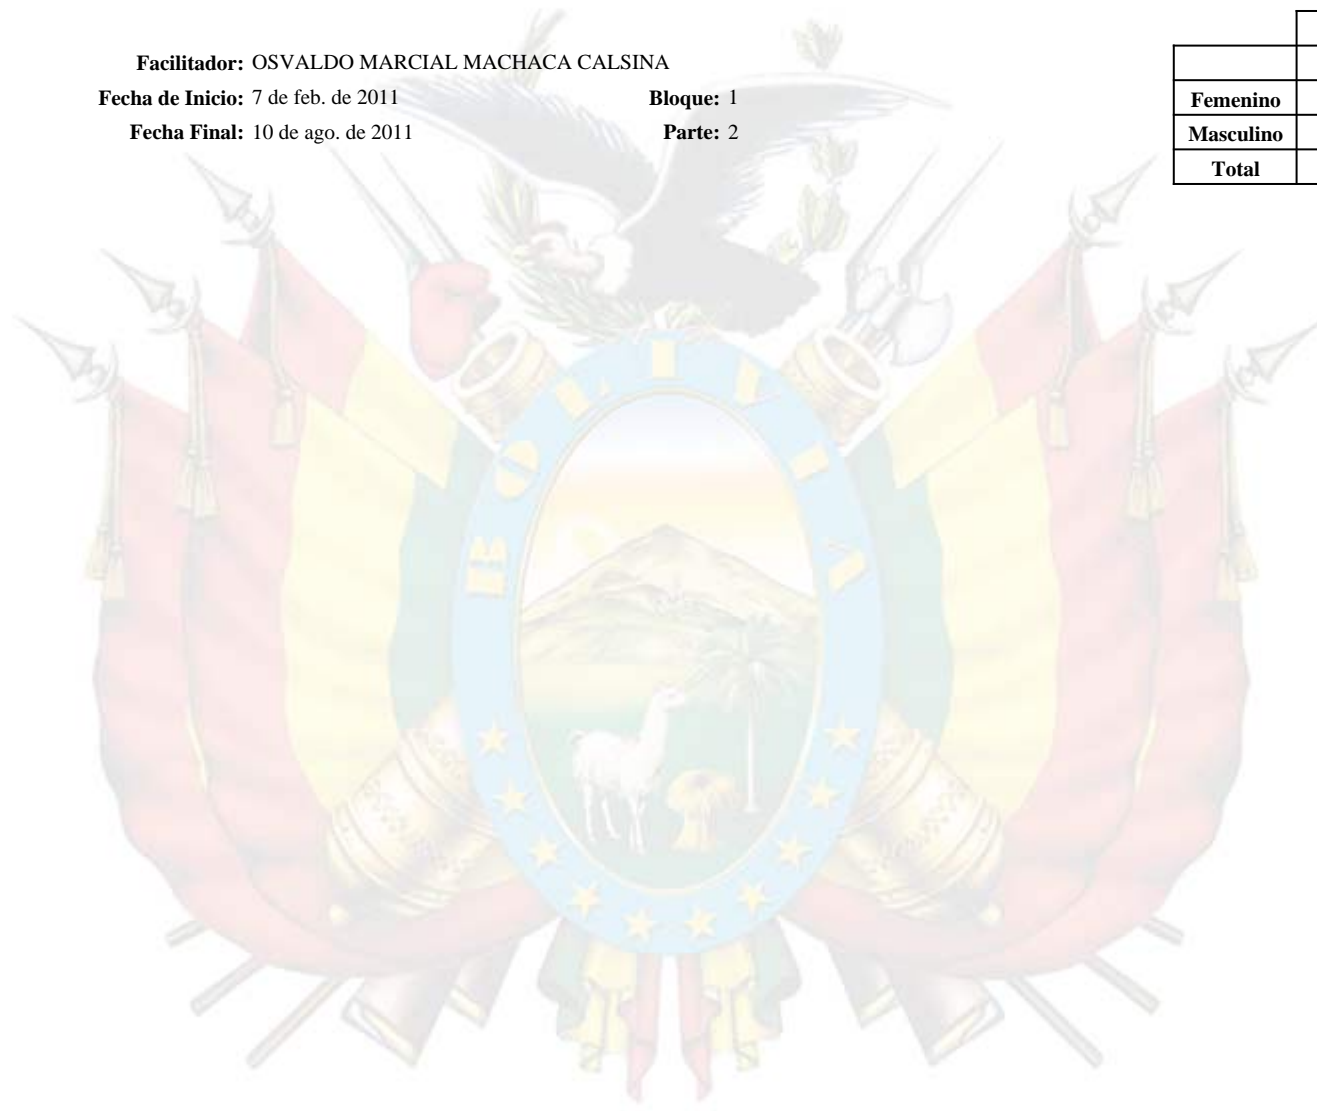 Facilitador: OSVALDO MARCIAL MACHACA CALSINA
Fecha de Inicio: 7 de feb. de 2011 Bloque: 1
Fecha Final: 10 de ago. de 2011 Parte: 2
Femenino
Masculino
Total
BOLIVIA